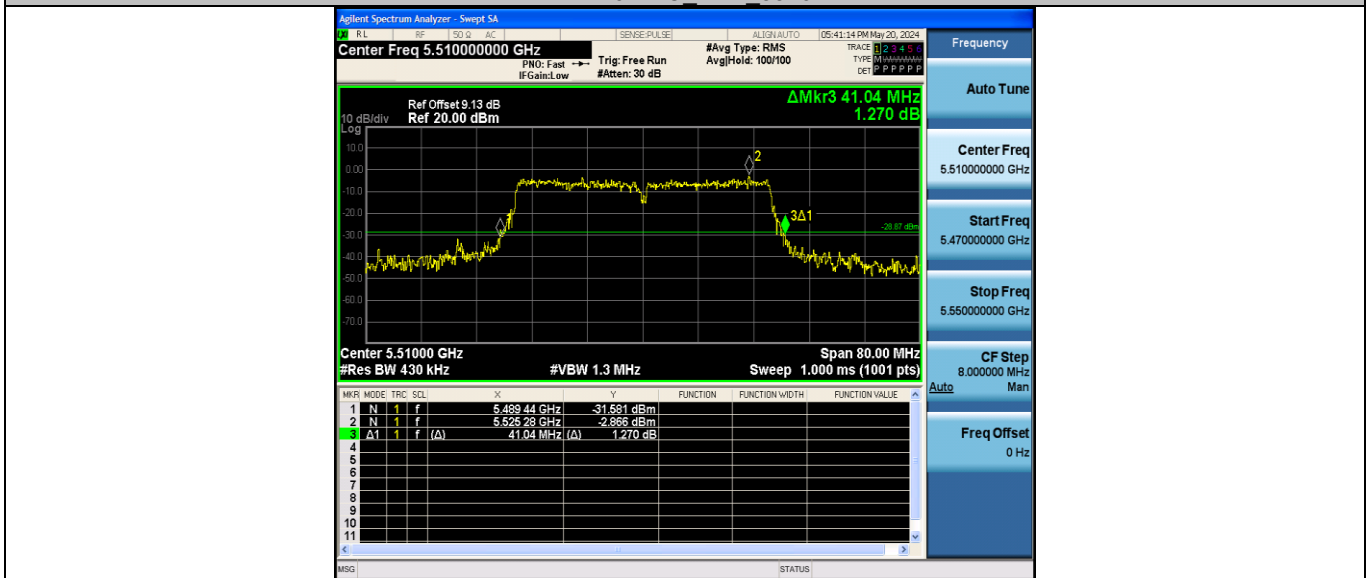 Agilent Spectrum Analyzer - Swept SA
LXI RL RF 50 Ω AC SENSE:PULSE ALIGNAUTO 05:41:14 PM May 20, 2024
Center Freq 5.510000000 GHz
#Avg Type: RMS
TRACE 1 2 3 4 5 6
PNO: Fast
Trig: Free Run
Avg|Hold: 100/100
TYPE M
IFGain:Low
#Atten: 30 dB
DET P P P P P P
ΔMkr3 41.04 MHz
1.270 dB
Ref Offset 9.13 dB
10 dB/div Ref 20.00 dBm
Log
10.0
0.00
-10.0
-20.0
-30.0
-40.0
-50.0
-60.0
-70.0
2
3Δ1
-28.87 dBm
Center 5.51000 GHz
Span 80.00 MHz
#Res BW 430 kHz
#VBW 1.3 MHz
Sweep 1.000 ms (1001 pts)
MKR MODE TRC SCL X Y FUNCTION FUNCTION WIDTH FUNCTION VALUE
1 N 1 f 5.489 44 GHz -31.581 dBm
2 N 1 f 5.525 28 GHz -2.866 dBm
3 Δ1 1 f (Δ) 41.04 MHz (Δ) 1.270 dB
4
5
6
7
8
9
10
11
MSG
STATUS
Frequency
Auto Tune
Center Freq
5.510000000 GHz
Start Freq
5.470000000 GHz
Stop Freq
5.550000000 GHz
CF Step
8.000000 MHz
Auto Man
Freq Offset
0 Hz